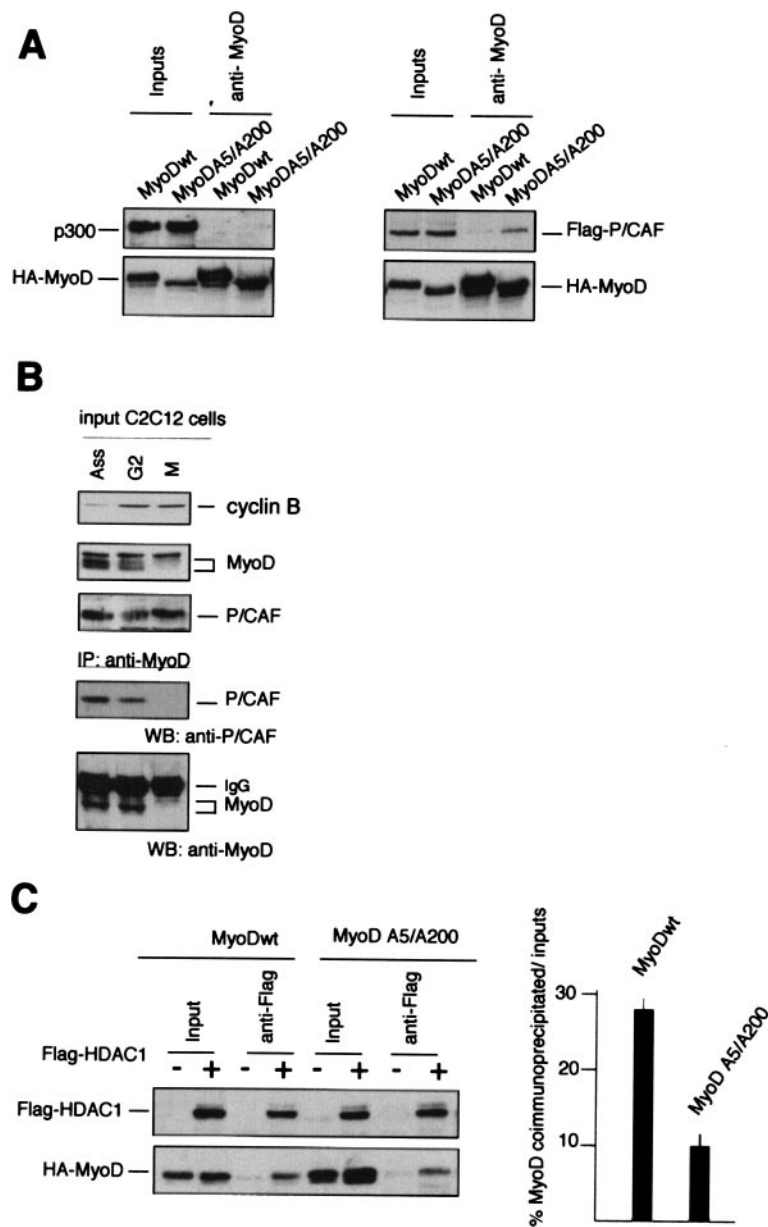 A
Inputs
anti- MyoD
Inputs
anti- MyoD
MyoDwt
MyoDA5/A200
MyoDwt
MyoDA5/A200
MyoDwt
MyoDA5/A200
MyoDwt
MyoDA5/A200
p300
Flag-P/CAF
HA-MyoD
HA-MyoD
B
input C2C12 cells
Ass
G2
M
cyclin B
MyoD
P/CAF
IP: anti-MyoD
P/CAF
WB: anti-P/CAF
IgG
MyoD
WB: anti-MyoD
C
MyoDwt
MyoD A5/A200
Input
anti-Flag
Input
anti-Flag
Flag-HDAC1
- + - + - + - +
Flag-HDAC1
HA-MyoD
% MyoD coimmunoprecipitated/ inputs
30
20
10
MyoDwt
MyoD A5/A200